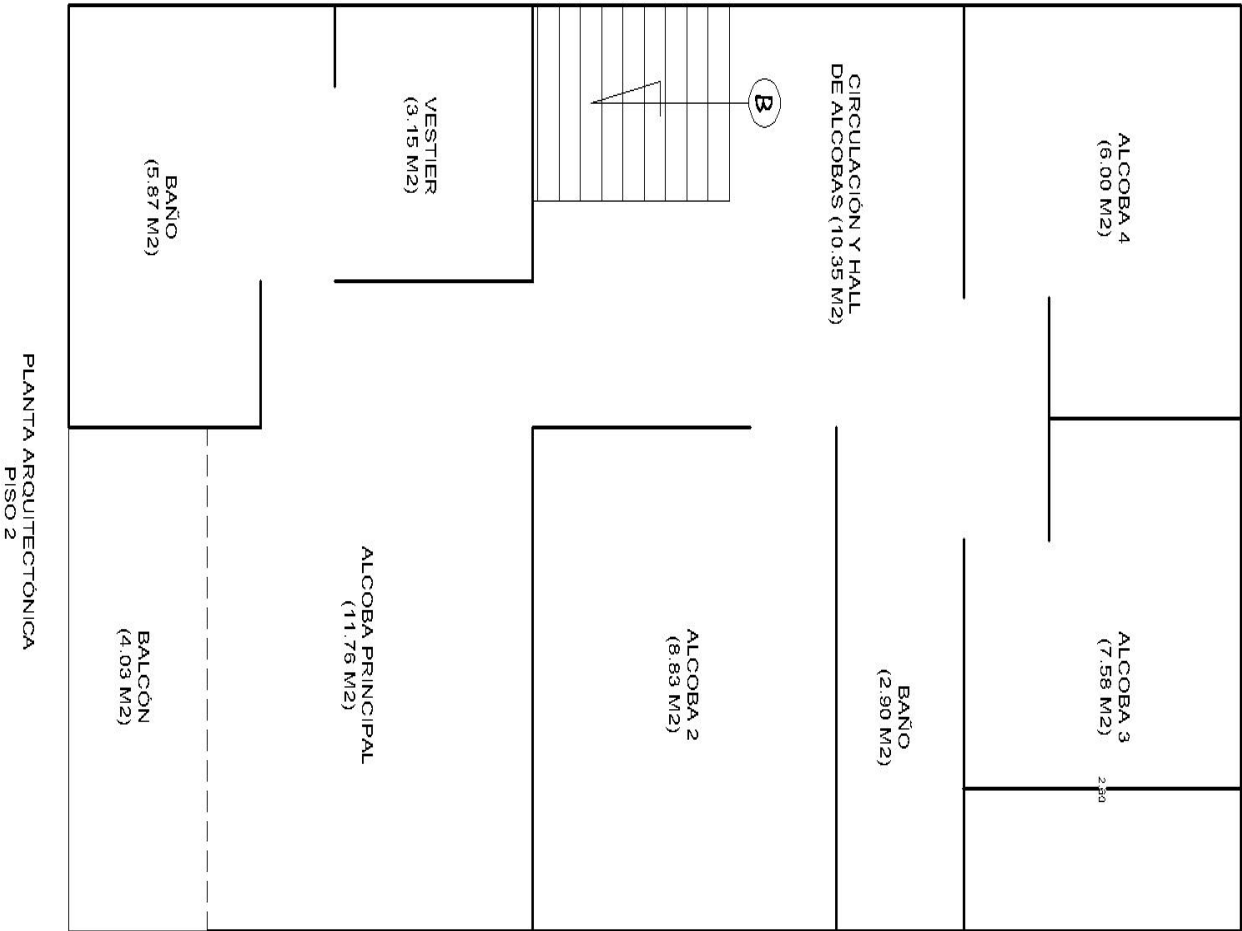 ALCOBA 4
(6.00 M2)
ALCOBA 3
(7.58 M2)
2.60
CIRCULACIÓN Y HALL
DE ALCOBAS (10.35 M2)
BAÑO
(2.90 M2)
B
ALCOBA 2
(8.83 M2)
VESTIER
(3.15 M2)
ALCOBA PRINCIPAL
(11.76 M2)
BAÑO
(5.87 M2)
BALCÓN
(4.03 M2)
PLANTA ARQUITECTÓNICA
PISO 2